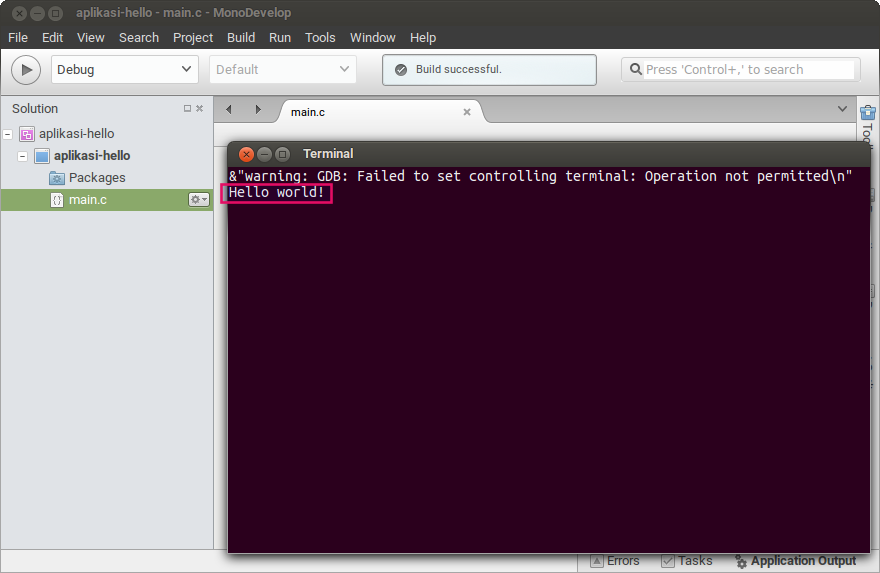 aplikasi-hello - main.c - MonoDevelop
File Edit View Search Project Build Run Tools Window Help
Debug Default Build successful. Press 'Control+,' to search
Solution
main.c
aplikasi-hello
aplikasi-hello
Packages
main.c
Terminal
&"warning: GDB: Failed to set controlling terminal: Operation not permitted\n"
Hello world!
Errors Tasks Application Output